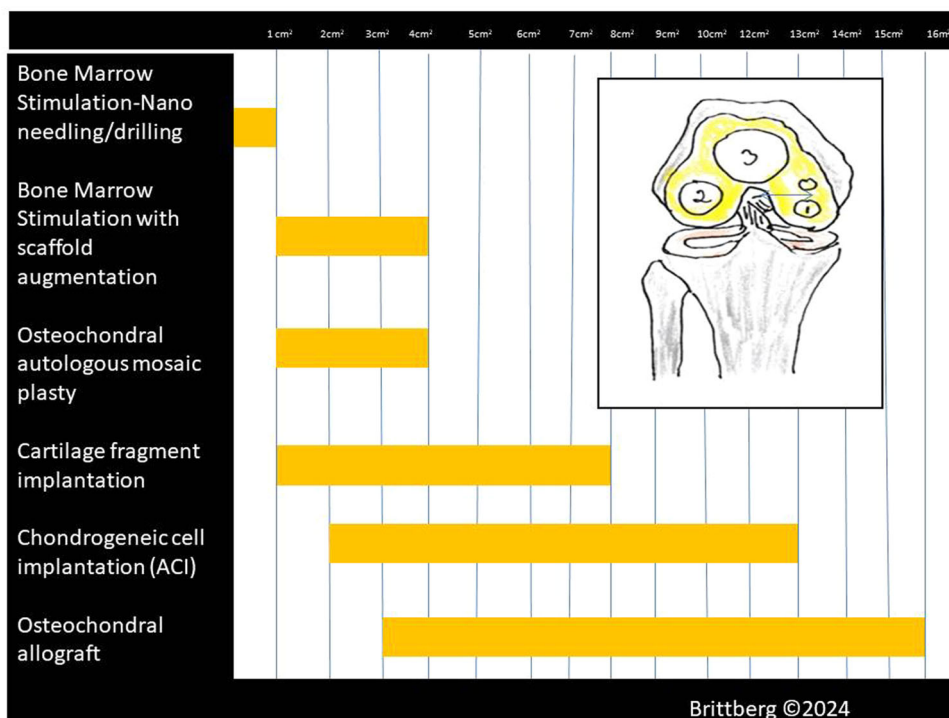 1 cm² 2cm² 3cm² 4cm² 5cm² 6cm² 7cm² 8cm² 9cm² 10cm² 12cm² 13cm² 14cm² 15cm² 16m²
Bone Marrow
Stimulation-Nano
needling/drilling
Bone Marrow
Stimulation with
scaffold
augmentation
Osteochondral
autologous mosaic
plasty
Cartilage fragment
implantation
Chondrogeneic cell
implantation (ACI)
Osteochondral
allograft
3
2
1
Brittberg ©2024